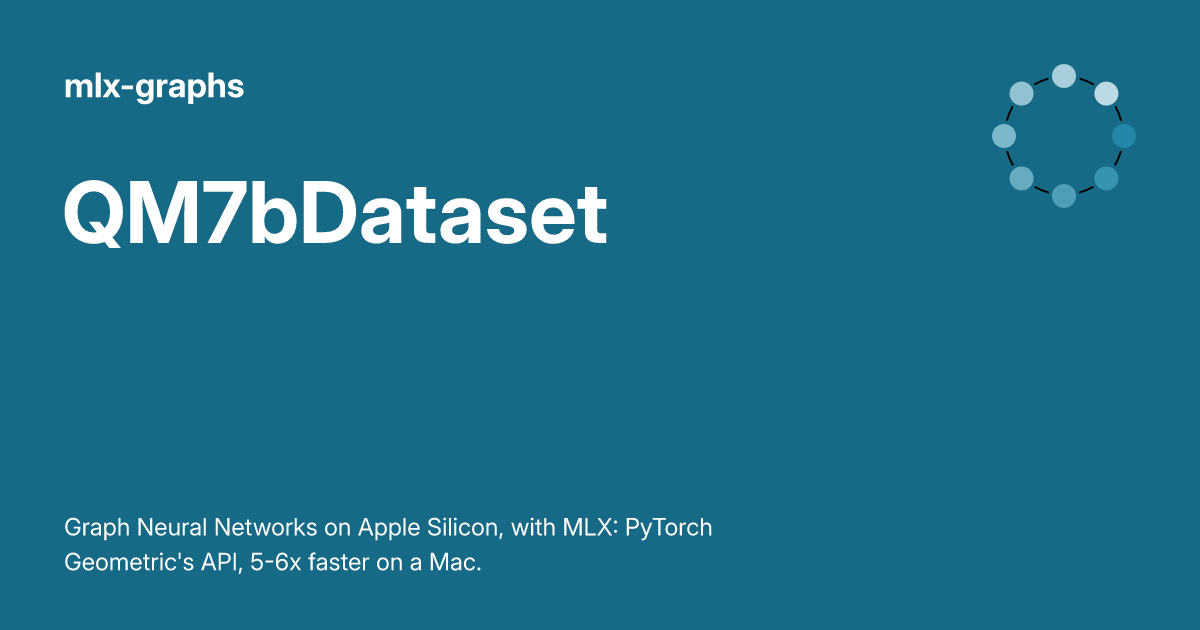 mlx-graphs
QM7bDataset
Graph Neural Networks on Apple Silicon, with MLX: PyTorch
Geometric's API, 5-6x faster on a Mac.